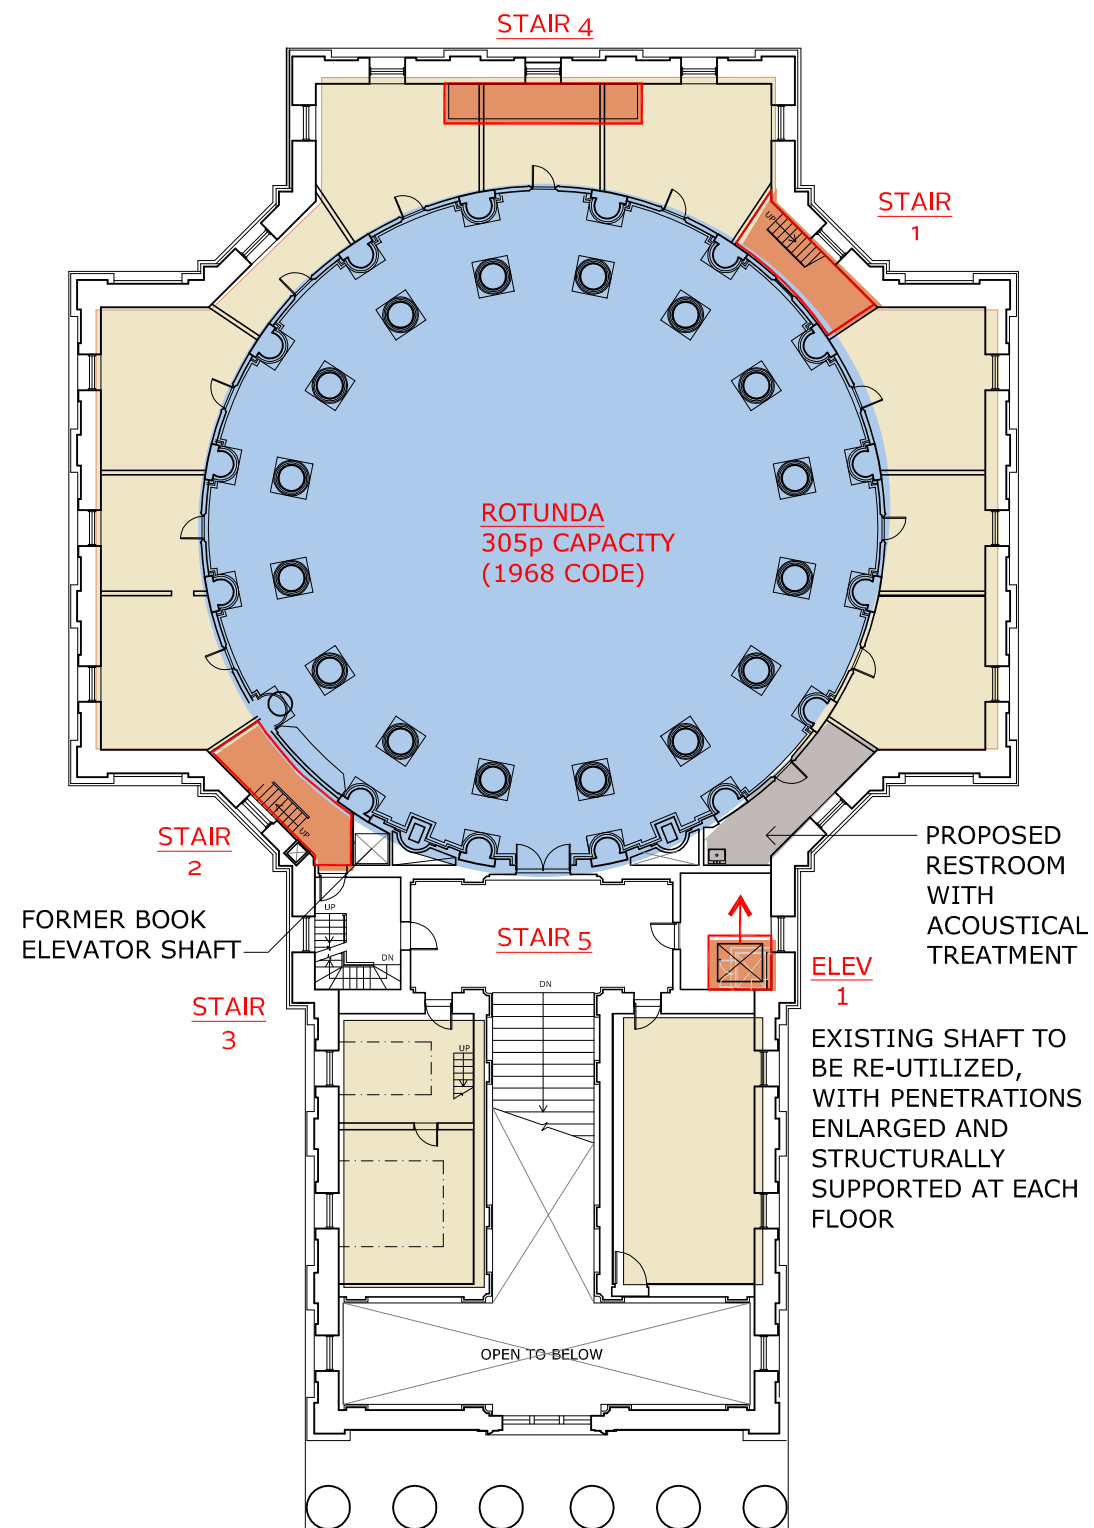 STAIR 4
STAIR
1
UP
ROTUNDA
305p CAPACITY
(1968 CODE)
UP
STAIR
2
PROPOSED
RESTROOM
WITH
ACOUSTICAL
TREATMENT
FORMER BOOK
ELEVATOR SHAFT
UP
DN
STAIR 5
DN
ELEV
1
STAIR
3
EXISTING SHAFT TO
BE RE-UTILIZED,
WITH PENETRATIONS
ENLARGED AND
STRUCTURALLY
SUPPORTED AT EACH
FLOOR
UP
OPEN TO BELOW